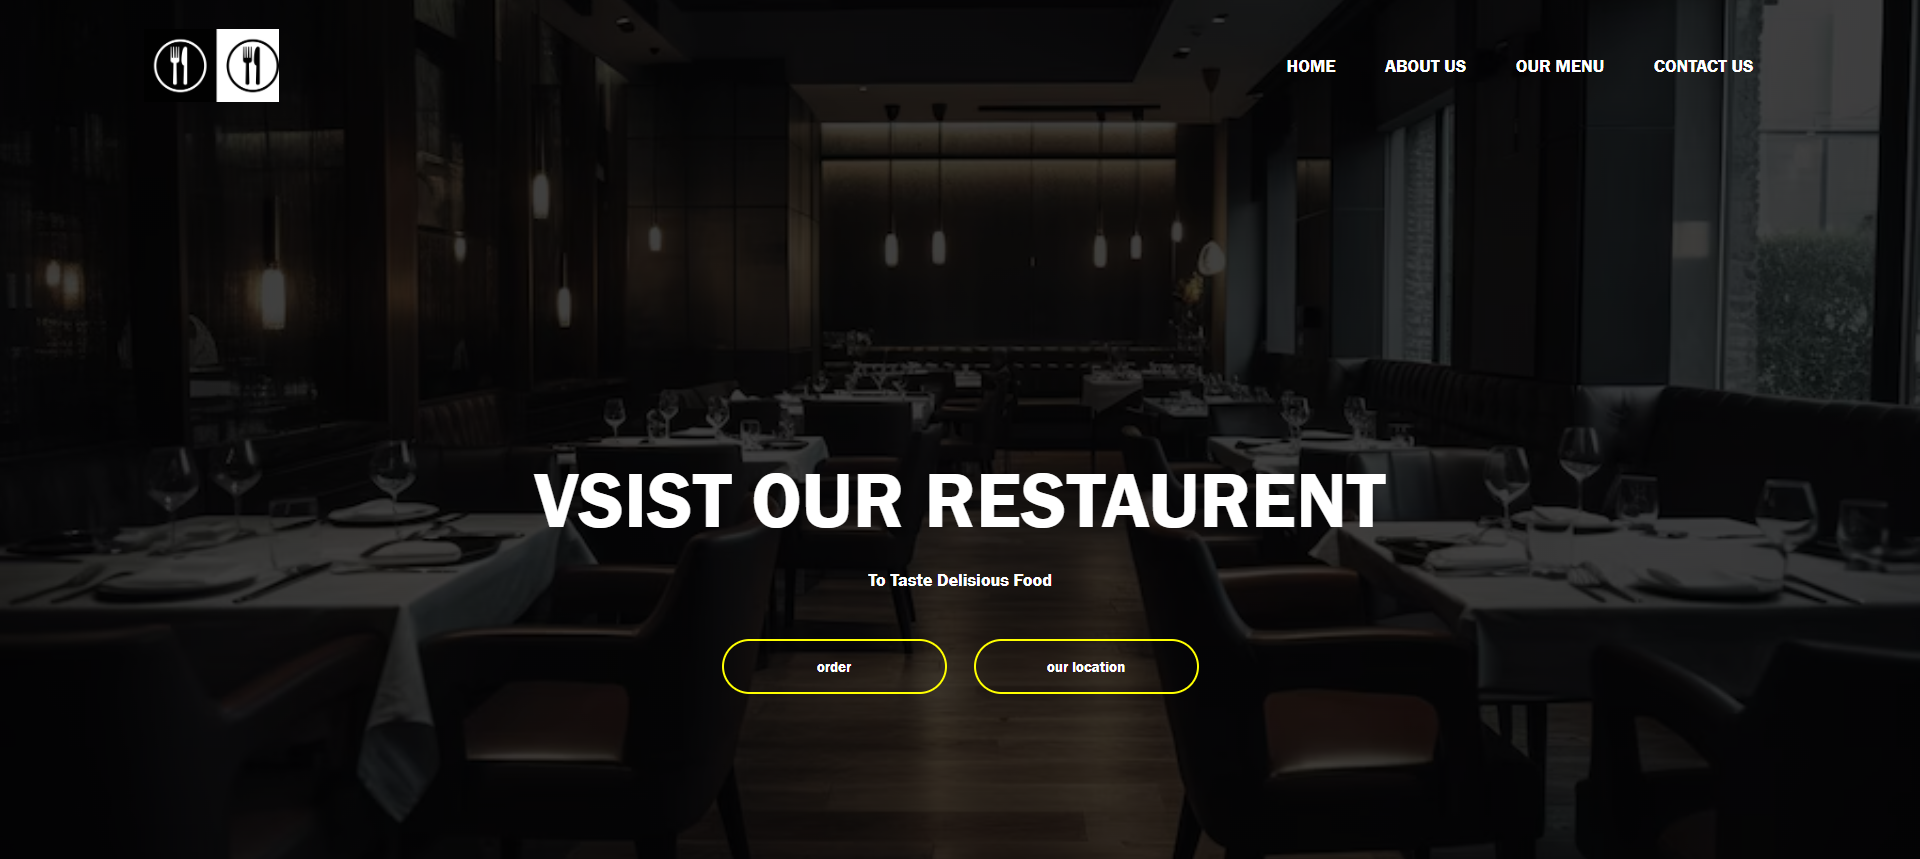 HOME ABOUT US OUR MENU CONTACT US
VSIST OUR RESTAURENT
To Taste Delisious Food
order our location